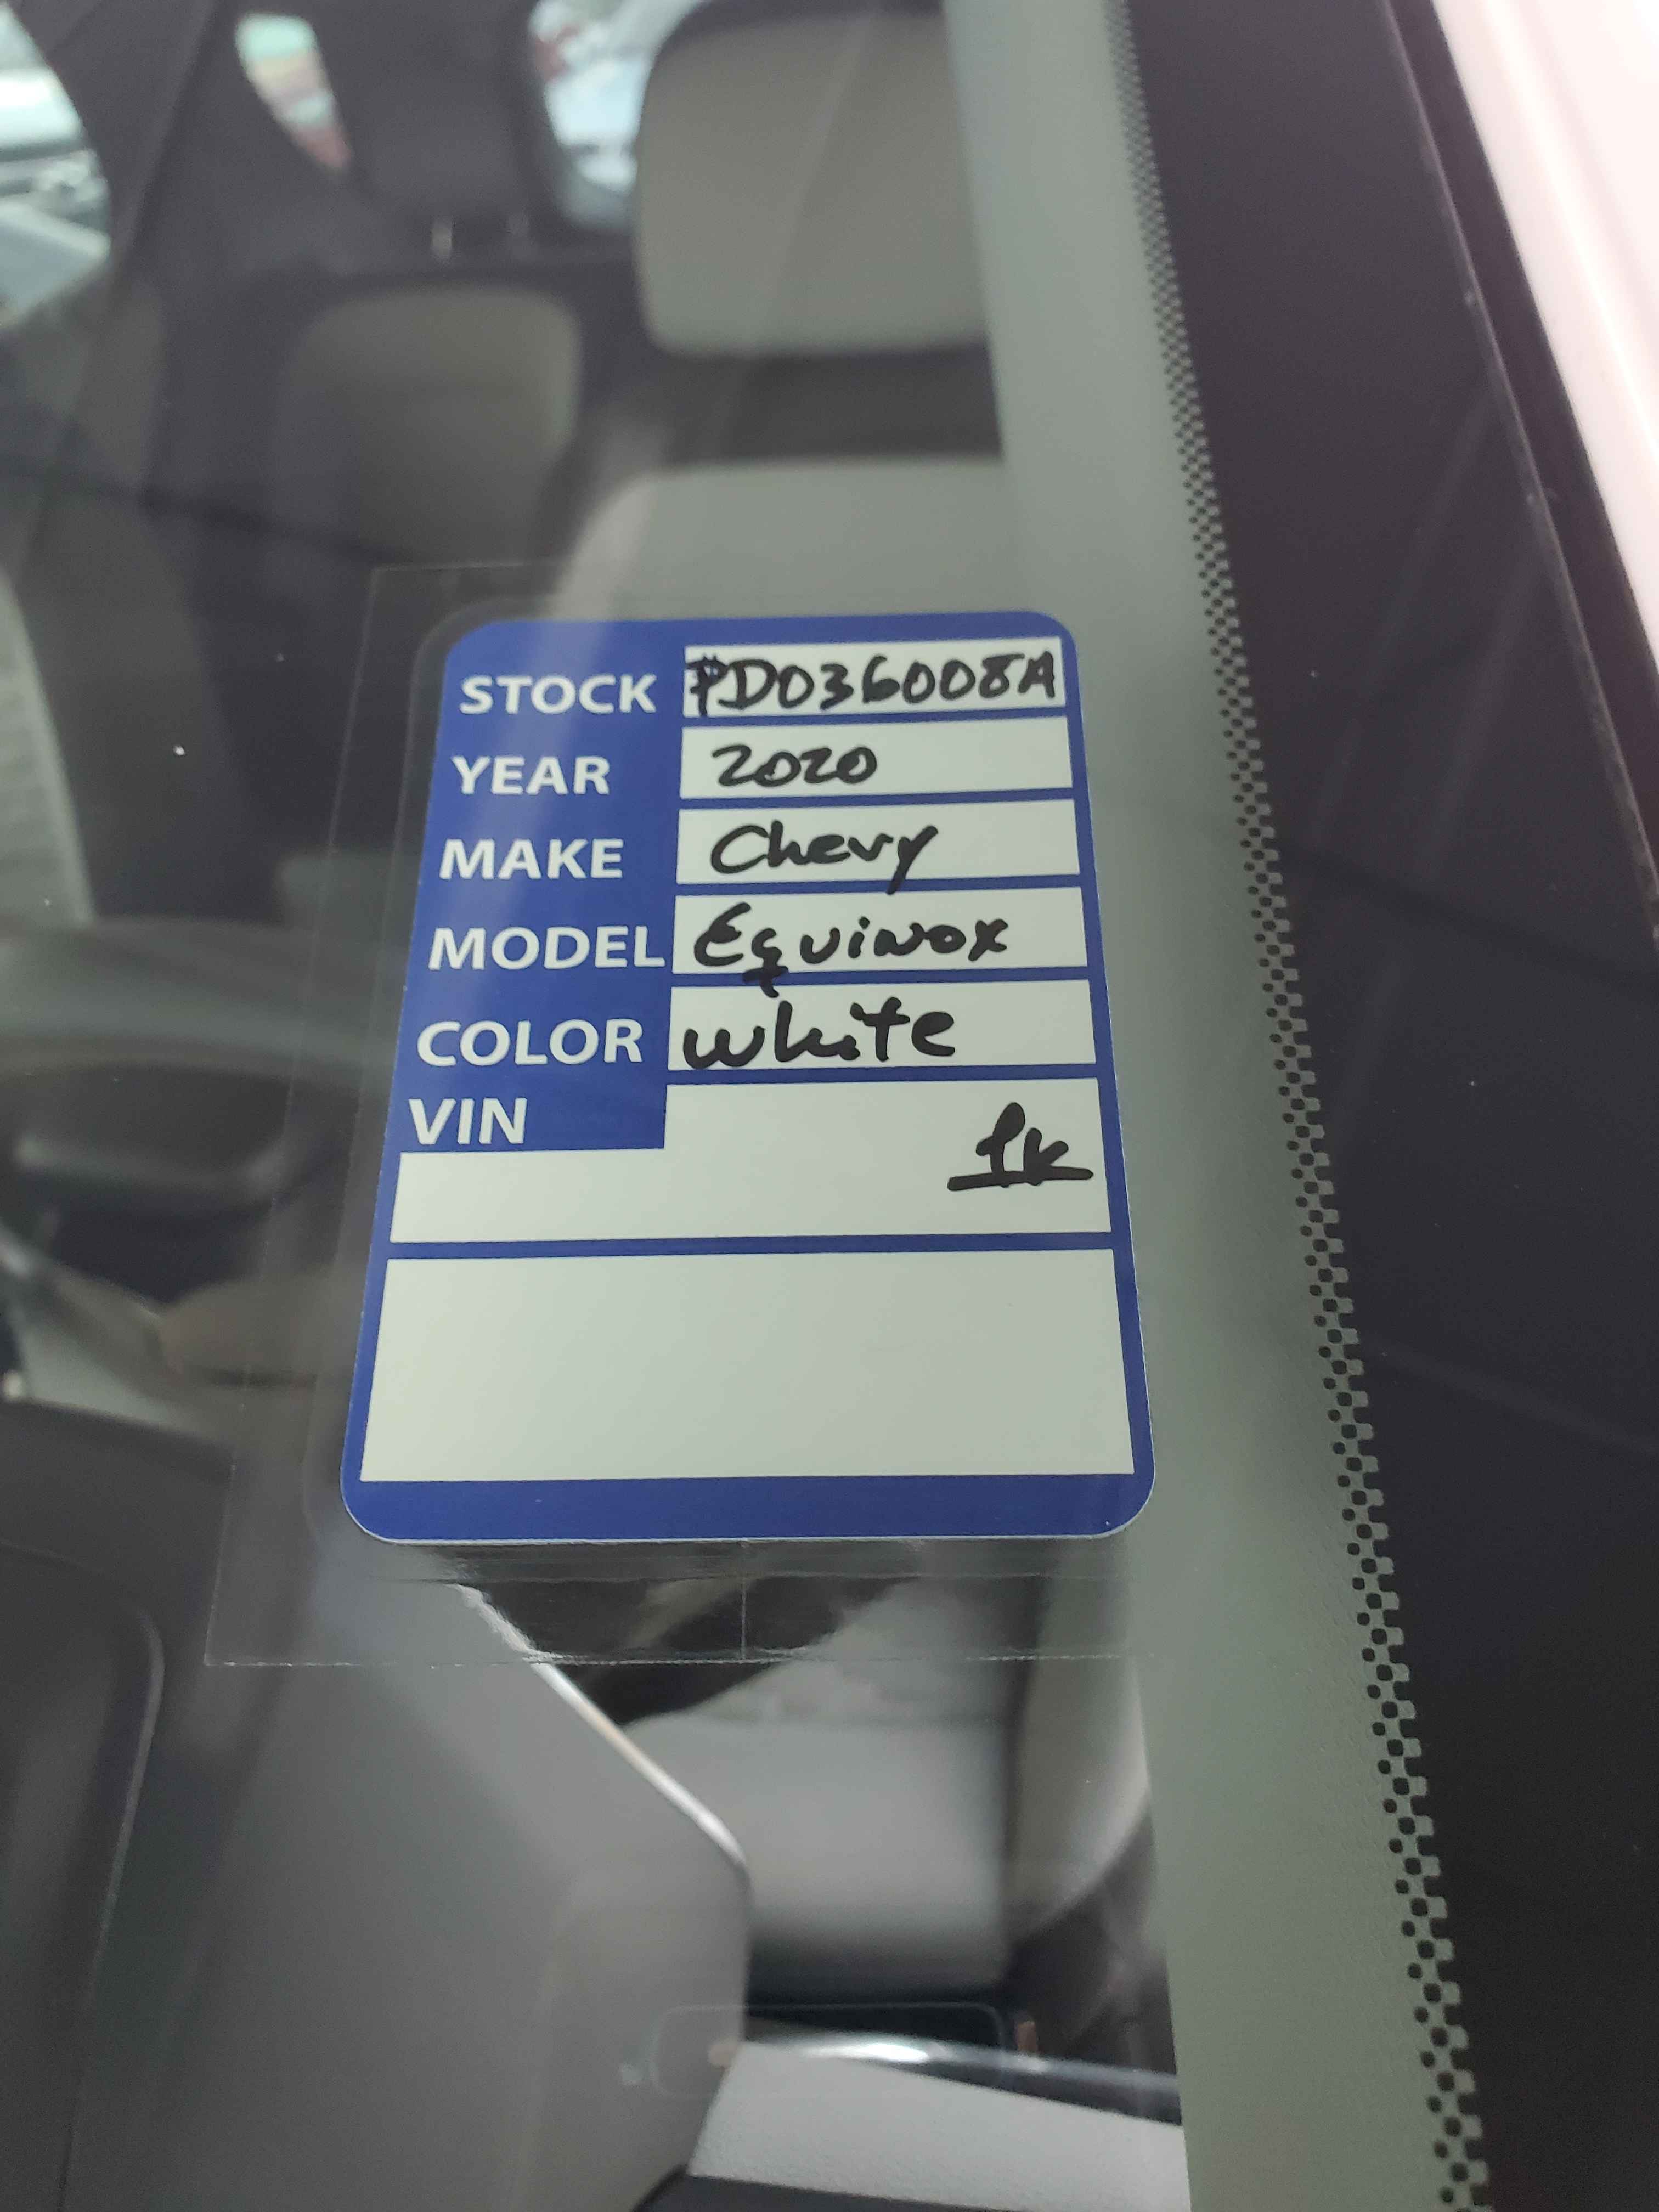 STOCK PD036008A
YEAR 2020
MAKE Chevy
MODEL Equinox
COLOR white
VIN
1k